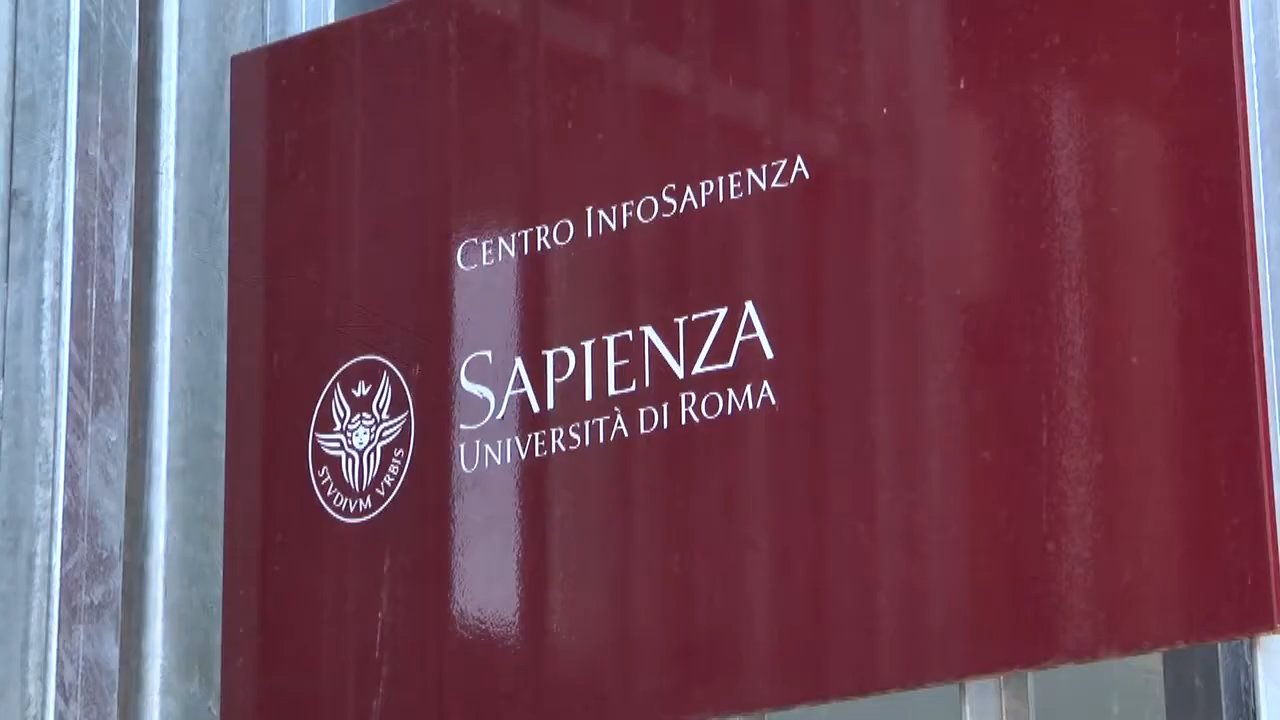 CENTRO INFOSAPIENZA
SAPIENZA
UNIVERSITÀ DI ROMA
STVDIVM VRBIS